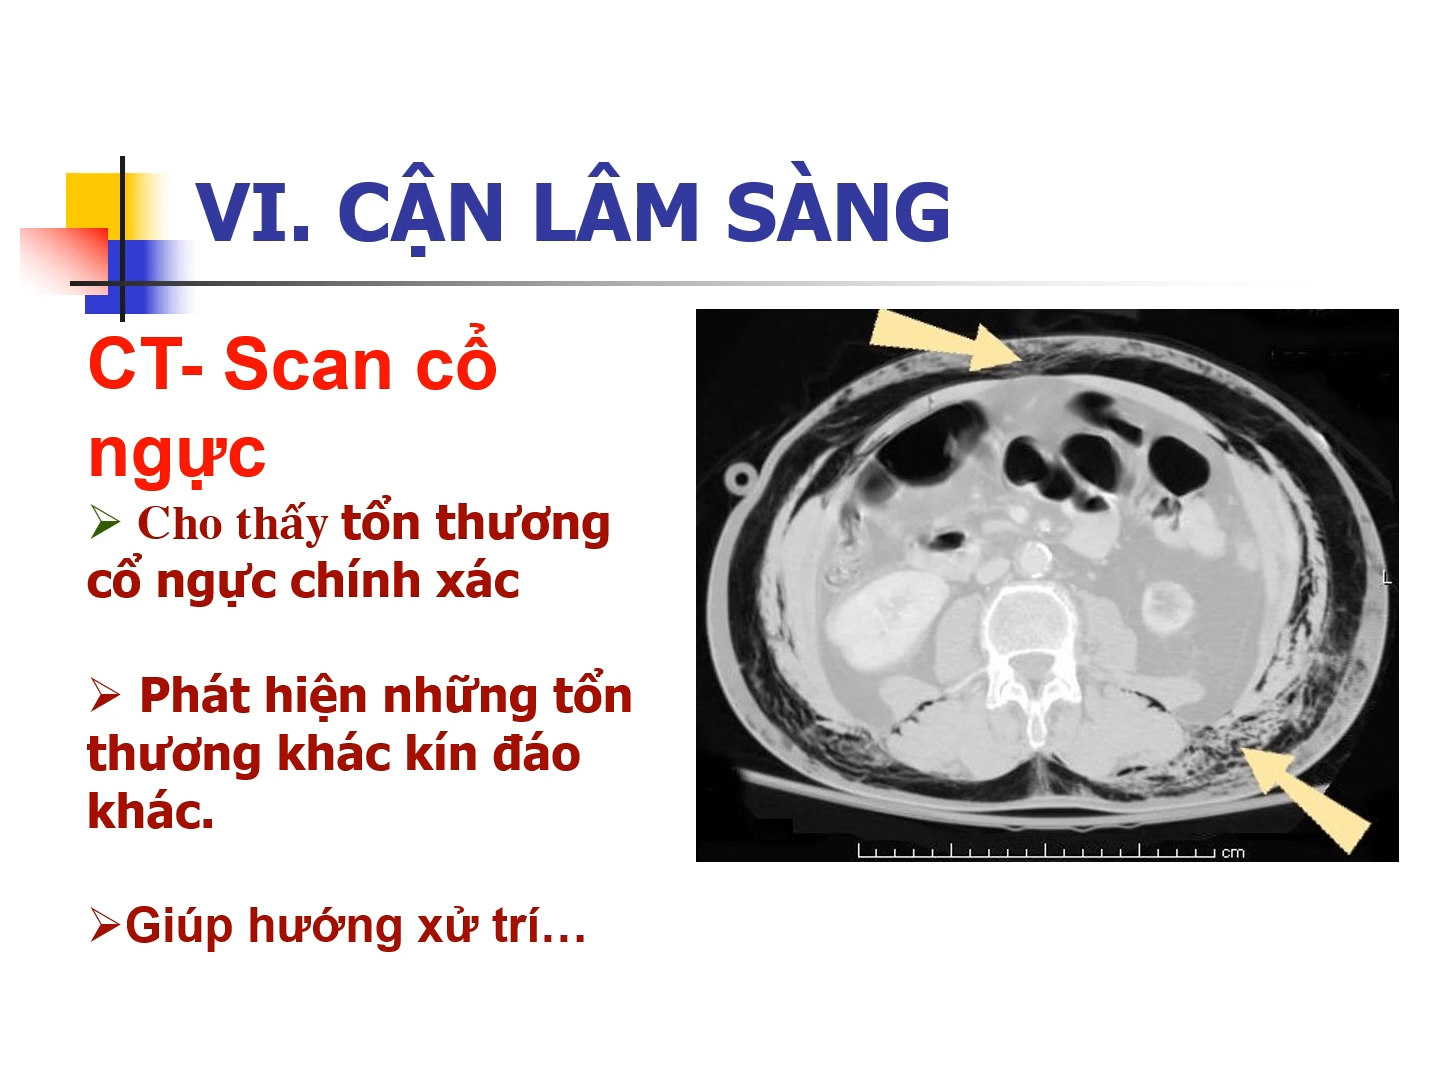 VI. CẬN LÂM SÀNG
CT- Scan cổ
ngực
➢ Cho thấy tổn thương
cổ ngực chính xác
➢ Phát hiện những tổn
thương khác kín đáo
khác.
➢Giúp hướng xử trí…
L
cm